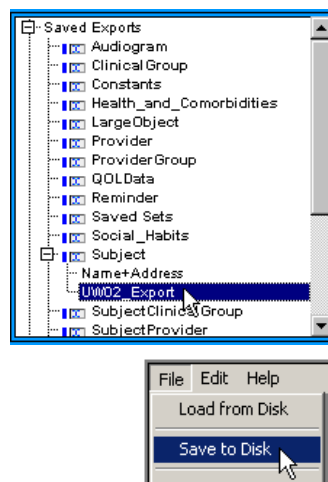 Saved Exports
Audiogram
ClinicalGroup
Constants
Health_and_Comorbidities
LargeObject
Provider
ProviderGroup
QOLData
Reminder
Saved Sets
Social_Habits
Subject
Name+Address
UW02_Export
SubjectClinicalGroup
SubjectProvider
File Edit Help
Load from Disk
Save to Disk